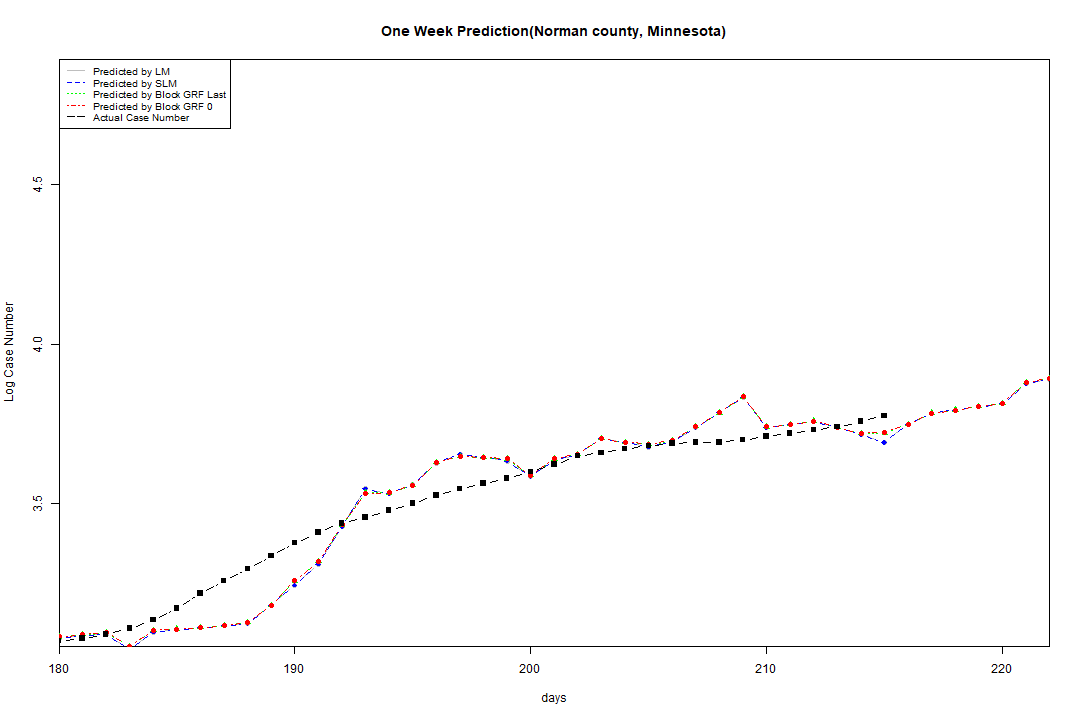 One Week Prediction(Norman county, Minnesota)
Predicted by LM
Predicted by SLM
Predicted by Block GRF Last
Predicted by Block GRF 0
Actual Case Number
4.5
4.0
3.5
Log Case Number
180 190 200 210 220
days